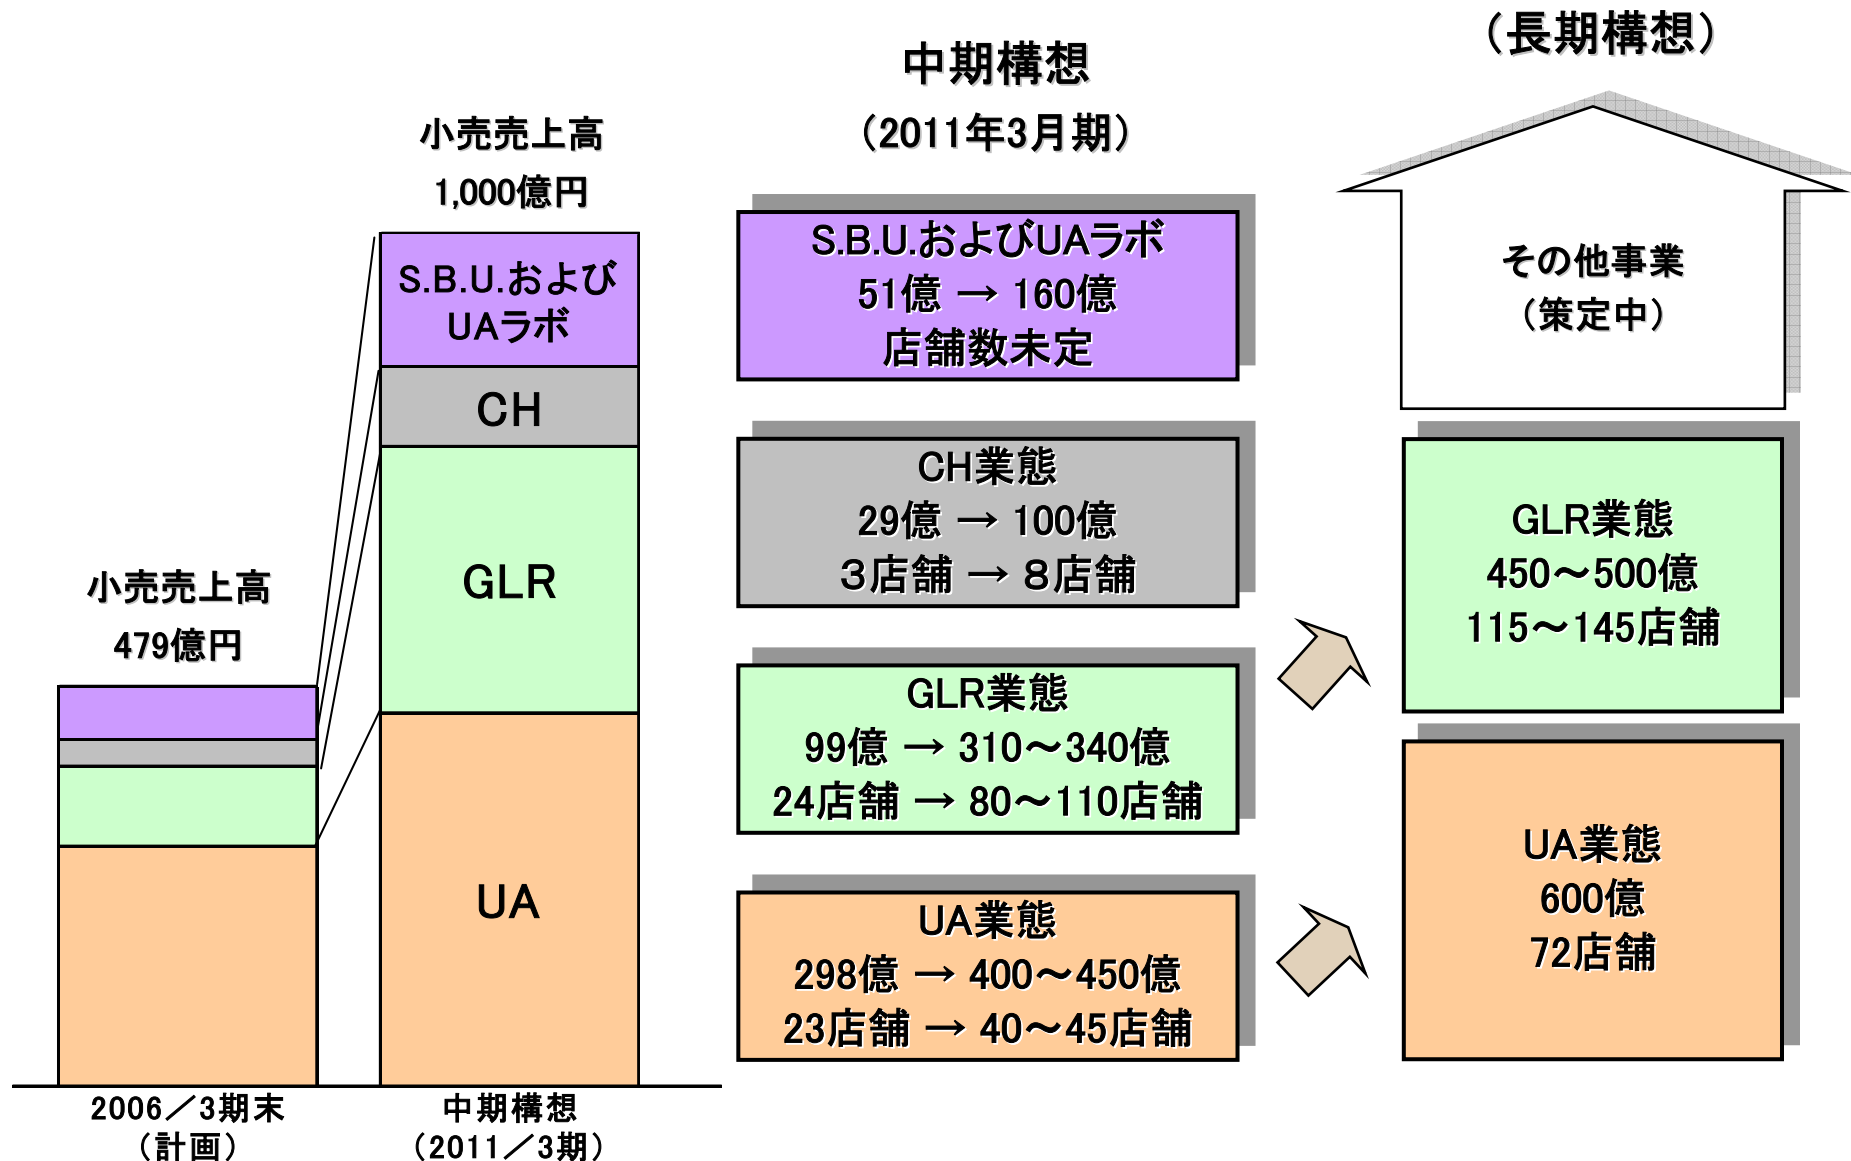 小売売上高
479億円
2006／3期末
（計画）
小売売上高
1,000億円
S.B.U.および
UAラボ
CH
GLR
UA
中期構想
（2011／3期）
中期構想
（2011年3月期）
S.B.U.およびUAラボ
51億 → 160億
店舗数未定
CH業態
29億 → 100億
３店舗 → ８店舗
GLR業態
99億 → 310～340億
24店舗 → 80～110店舗
UA業態
298億 → 400～450億
23店舗 → 40～45店舗
（長期構想）
その他事業
（策定中）
GLR業態
450～500億
115～145店舗
UA業態
600億
72店舗